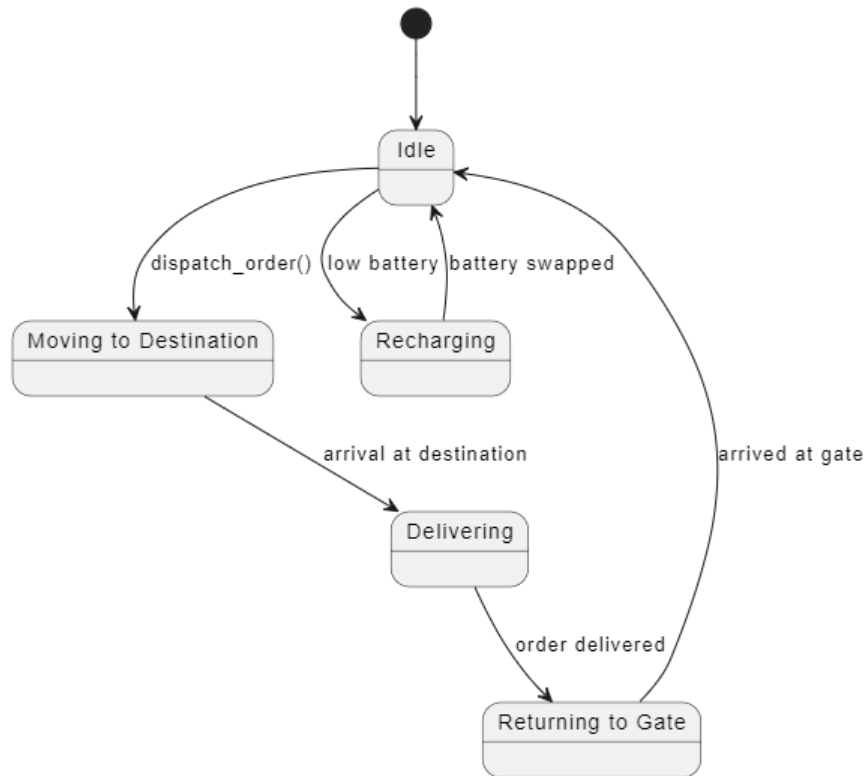 Idle
dispatch_order()
low battery
battery swapped
Moving to Destination
Recharging
arrival at destination
arrived at gate
Delivering
order delivered
Returning to Gate